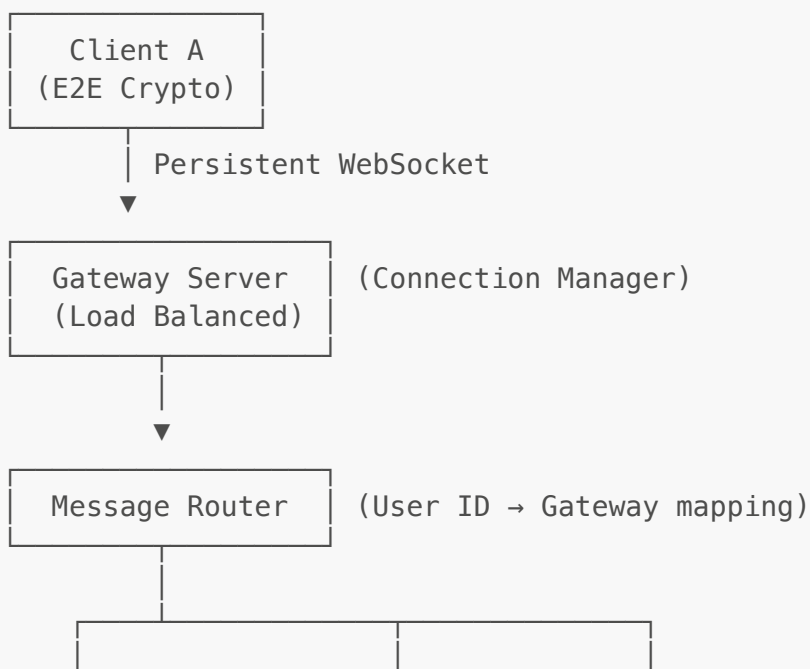 Client A
(E2E Crypto)
Persistent WebSocket
Gateway Server (Connection Manager)
(Load Balanced)
Message Router (User ID → Gateway mapping)